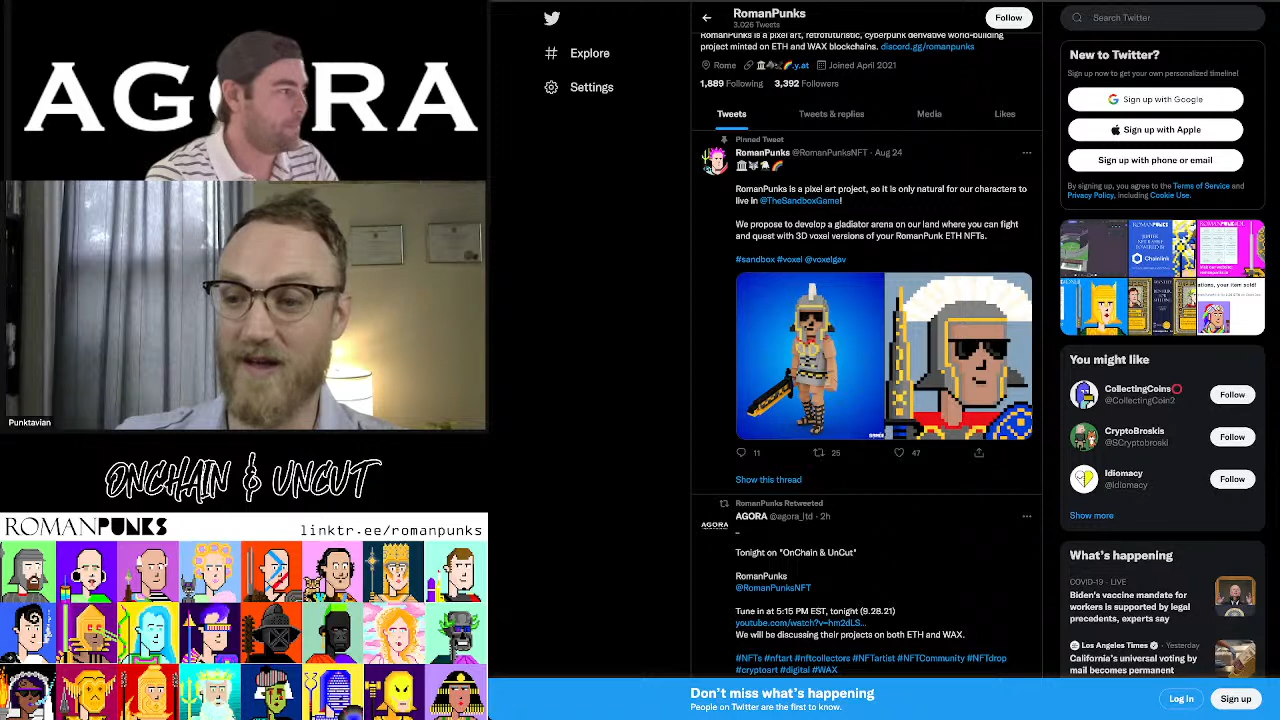 AGORA
Punktavian
ONCHAIN & UNCUT
ROMANPUNKS
linktr.ee/romanpunks
Explore
Settings
RomanPunks
3,026 Tweets
Follow
RomanPunks is a pixel art, retrofuturistic, cyberpunk derivative world-building
project minted on ETH and WAX blockchains. discord.gg/romanpunks
Rome
.y.at
Joined April 2021
1,889 Following 3,392 Followers
Tweets
Tweets & replies
Media
Likes
Pinned Tweet
RomanPunks @RomanPunksNFT · Aug 24
RomanPunks is a pixel art project, so it is only natural for our characters to
live in @TheSandboxGame!
We propose to develop a gladiator arena on our land where you can fight
and quest with 3D voxel versions of your RomanPunk ETH NFTs.
#sandbox #voxel @voxelgav
11
25
47
Show this thread
RomanPunks Retweeted
AGORA
AGORA @agora_ltd · 2h
_
Tonight on "OnChain & UnCut"
RomanPunks
@RomanPunksNFT
Tune in at 5:15 PM EST, tonight (9.28.21)
youtube.com/watch?v=hm2dLS...
We will be discussing their projects on both ETH and WAX.
#NFTs #nftart #nftcollectors #NFTartist #NFTCommunity #NFTdrop
#cryptoart #digital #WAX
Search Twitter
New to Twitter?
Sign up now to get your own personalized timeline!
Sign up with Google
Sign up with Apple
Sign up with phone or email
By signing up, you agree to the Terms of Service and
Privacy Policy, including Cookie Use.
Chainlink
You might like
CollectingCoins
@CollectingCoin2
Follow
CryptoBroskis
@SCryptobroski
Follow
Idiomacy
@Idiomacy
Follow
Show more
What's happening
COVID-19 · LIVE
Biden's vaccine mandate for
workers is supported by legal
precedents, experts say
Los Angeles Times · Yesterday
California's universal voting by
mail becomes permanent
Don't miss what's happening
People on Twitter are the first to know.
Log in
Sign up